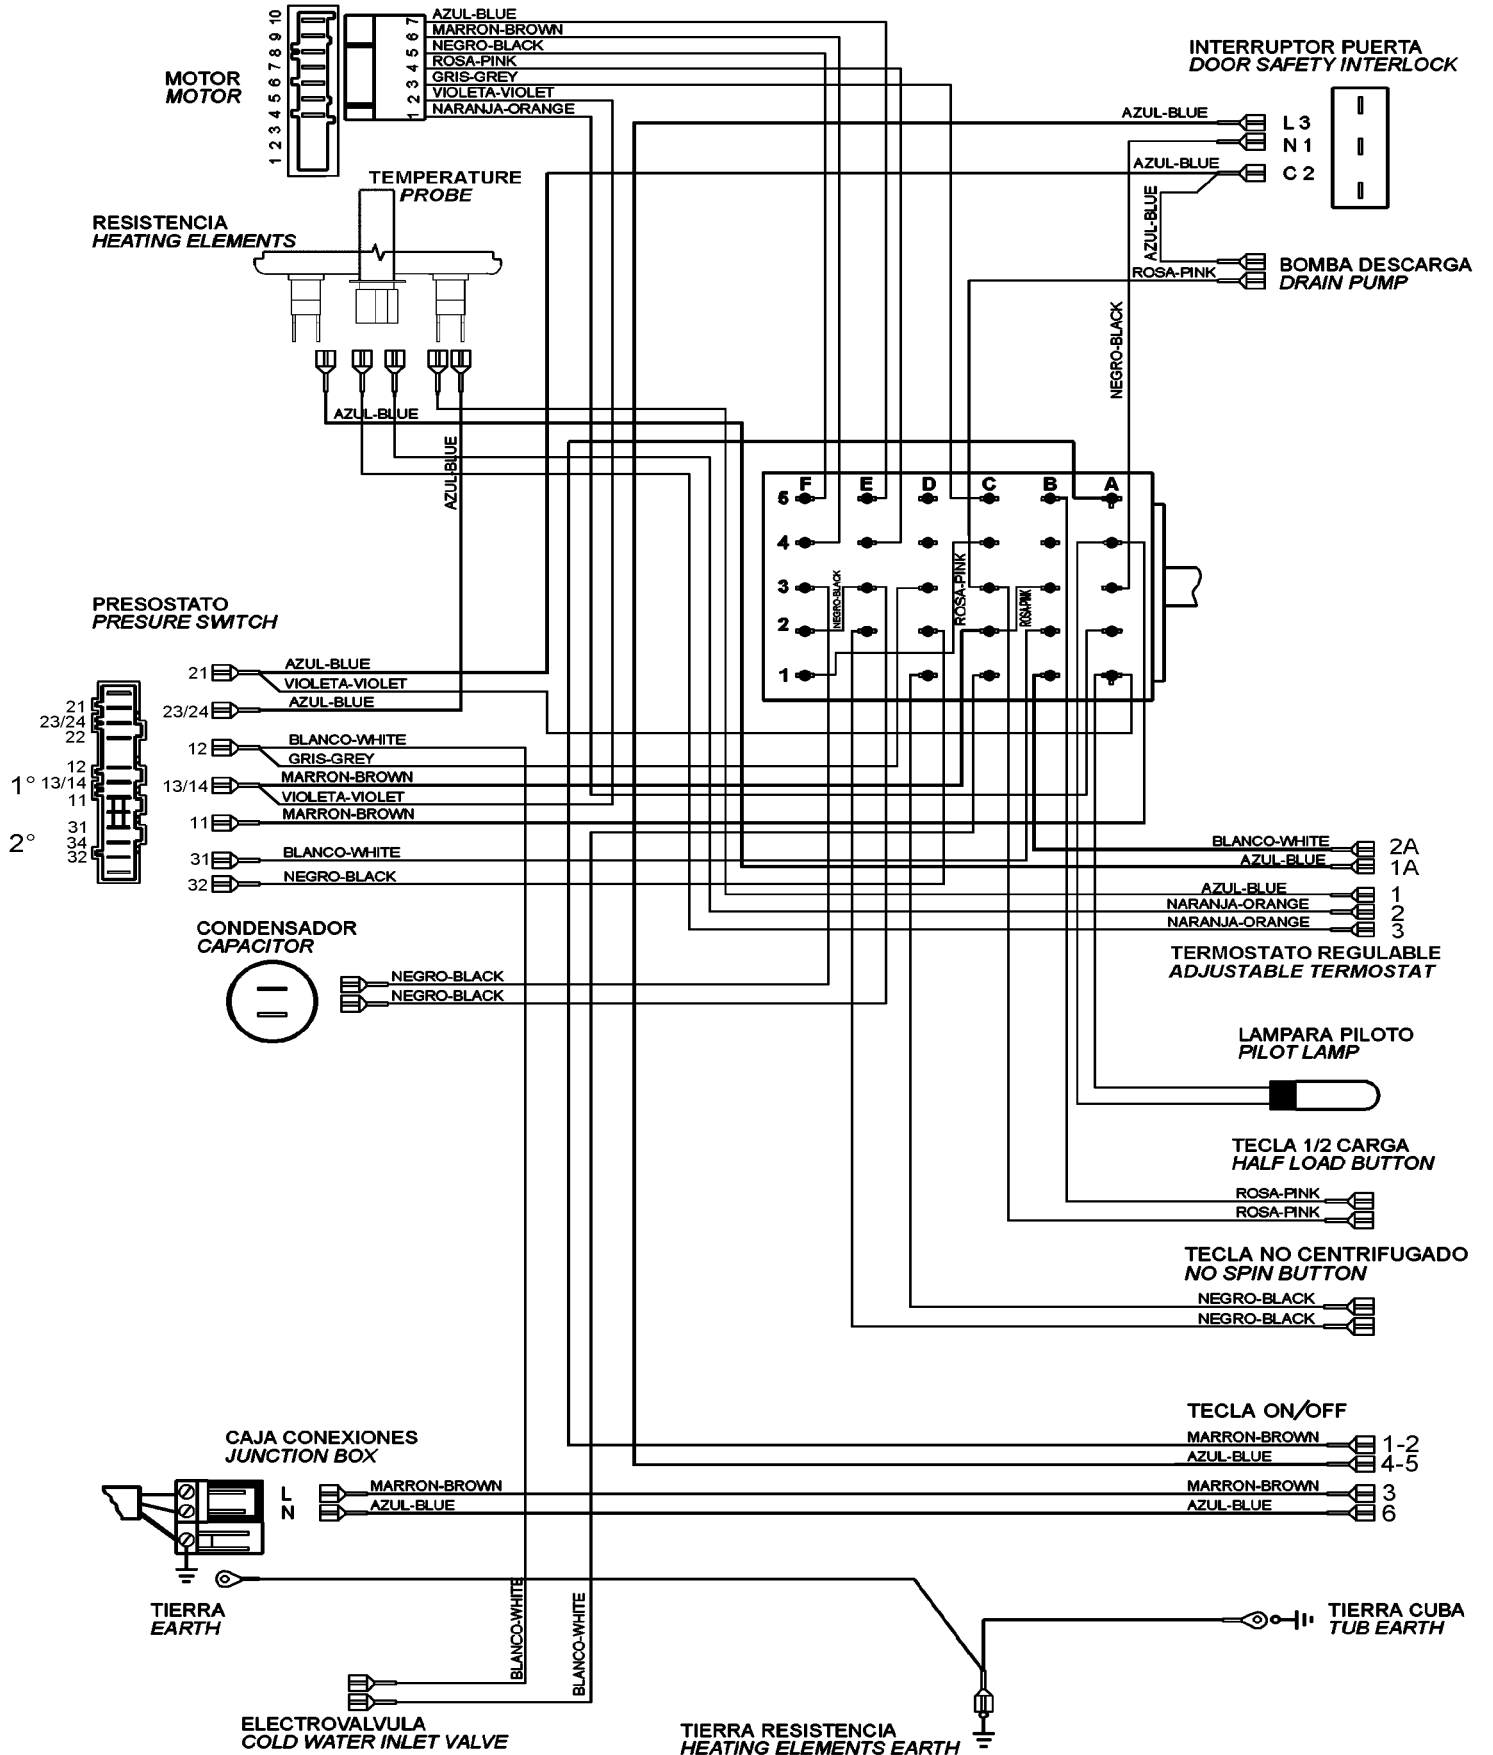 10
9
8
7
6
5
4
3
2
1
MOTOR
MOTOR
7
6
5
4
3
2
1
AZUL-BLUE
MARRON-BROWN
NEGRO-BLACK
ROSA-PINK
GRIS-GREY
VIOLETA-VIOLET
NARANJA-ORANGE
INTERRUPTOR PUERTA
DOOR SAFETY INTERLOCK
AZUL-BLUE
L 3
N 1
AZUL-BLUE
C 2
AZUL-BLUE
BOMBA DESCARGA
DRAIN PUMP
ROSA-PINK
NEGRO-BLACK
TEMPERATURE
PROBE
RESISTENCIA
HEATING ELEMENTS
AZUL-BLUE
AZUL-BLUE
F E D C B A
5
4
3
2
1
NEGRO-BLACK
ROSA-PINK
ROSA-PINK
PRESOSTATO
PRESURE SWITCH
21
23/24
22
12
1° 13/14
11
31
2° 34
32
21
AZUL-BLUE
VIOLETA-VIOLET
23/24
AZUL-BLUE
12
BLANCO-WHITE
GRIS-GREY
13/14
MARRON-BROWN
VIOLETA-VIOLET
11
MARRON-BROWN
31
BLANCO-WHITE
32
NEGRO-BLACK
BLANCO-WHITE 2A
AZUL-BLUE 1A
AZUL-BLUE 1
NARANJA-ORANGE 2
NARANJA-ORANGE 3
TERMOSTATO REGULABLE
ADJUSTABLE TERMOSTAT
CONDENSADOR
CAPACITOR
NEGRO-BLACK
NEGRO-BLACK
LAMPARA PILOTO
PILOT LAMP
TECLA 1/2 CARGA
HALF LOAD BUTTON
ROSA-PINK
ROSA-PINK
TECLA NO CENTRIFUGADO
NO SPIN BUTTON
NEGRO-BLACK
NEGRO-BLACK
TECLA ON/OFF
MARRON-BROWN 1-2
AZUL-BLUE 4-5
MARRON-BROWN 3
AZUL-BLUE 6
CAJA CONEXIONES
JUNCTION BOX
L
N
MARRON-BROWN
AZUL-BLUE
TIERRA
EARTH
BLANCO-WHITE
BLANCO-WHITE
ELECTROVALVULA
COLD WATER INLET VALVE
TIERRA CUBA
TUB EARTH
TIERRA RESISTENCIA
HEATING ELEMENTS EARTH